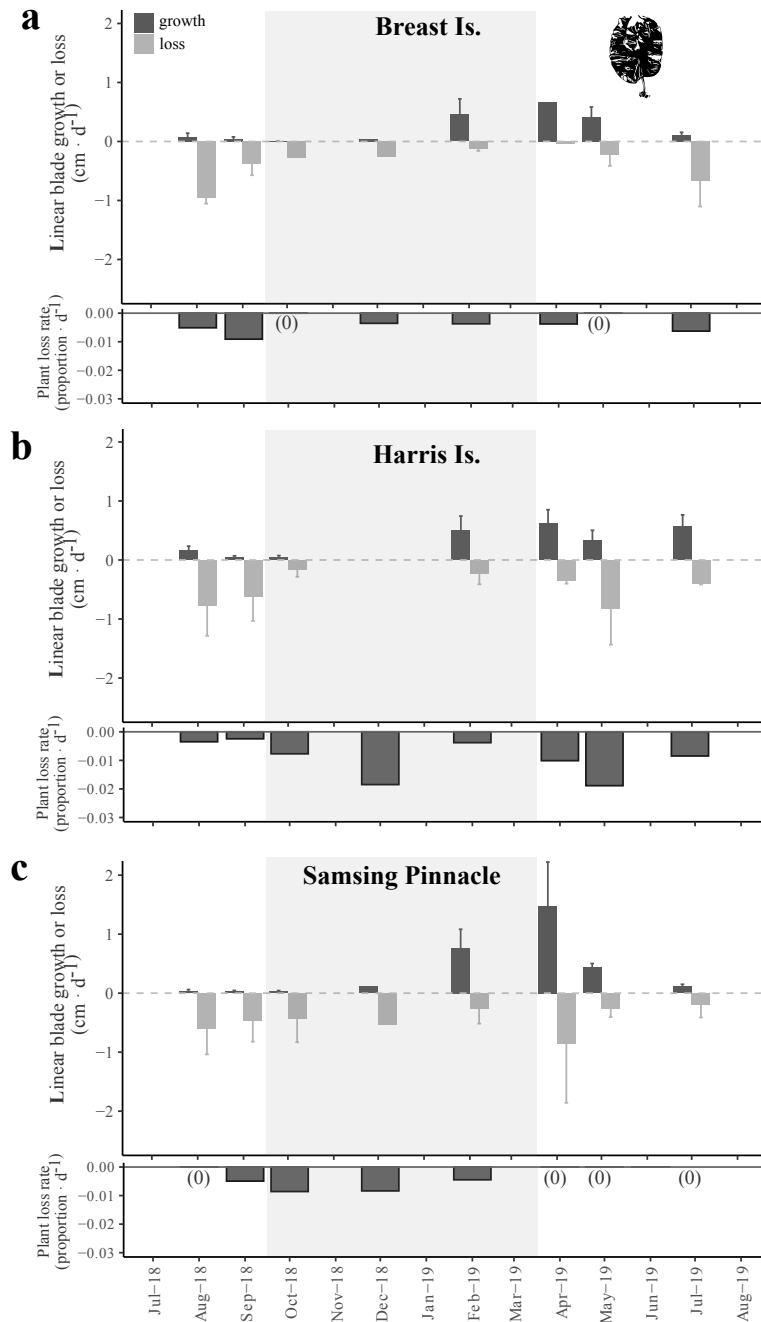 a
growth
loss
Breast Is.
Linear blade growth or loss
(cm · d-1)
2
1
0
−1
−2
Plant loss rate
(proportion · d-1)
0.00
−0.01
−0.02
−0.03
(0)
(0)
b
Harris Is.
Linear blade growth or loss
(cm · d-1)
2
1
0
−1
−2
Plant loss rate
(proportion · d-1)
0.00
−0.01
−0.02
−0.03
c
Samsing Pinnacle
Linear blade growth or loss
(cm · d-1)
2
1
0
−1
−2
Plant loss rate
(proportion · d-1)
0.00
−0.01
−0.02
−0.03
(0)
(0)
(0)
(0)
Jul−18
Aug−18
Sep−18
Oct−18
Nov−18
Dec−18
Jan−19
Feb−19
Mar−19
Apr−19
May−19
Jun−19
Jul−19
Aug−19